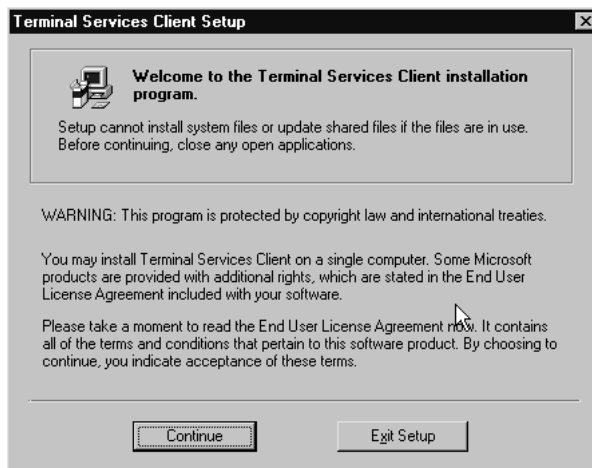 Terminal Services Client Setup
Welcome to the Terminal Services Client installation
program.
Setup cannot install system files or update shared files if the files are in use.
Before continuing, close any open applications.
WARNING: This program is protected by copyright law and international treaties.
You may install Terminal Services Client on a single computer. Some Microsoft
products are provided with additional rights, which are stated in the End User
License Agreement included with your software.
Please take a moment to read the End User License Agreement now. It contains
all of the terms and conditions that pertain to this software product. By choosing to
continue, you indicate acceptance of these terms.
Continue
Exit Setup